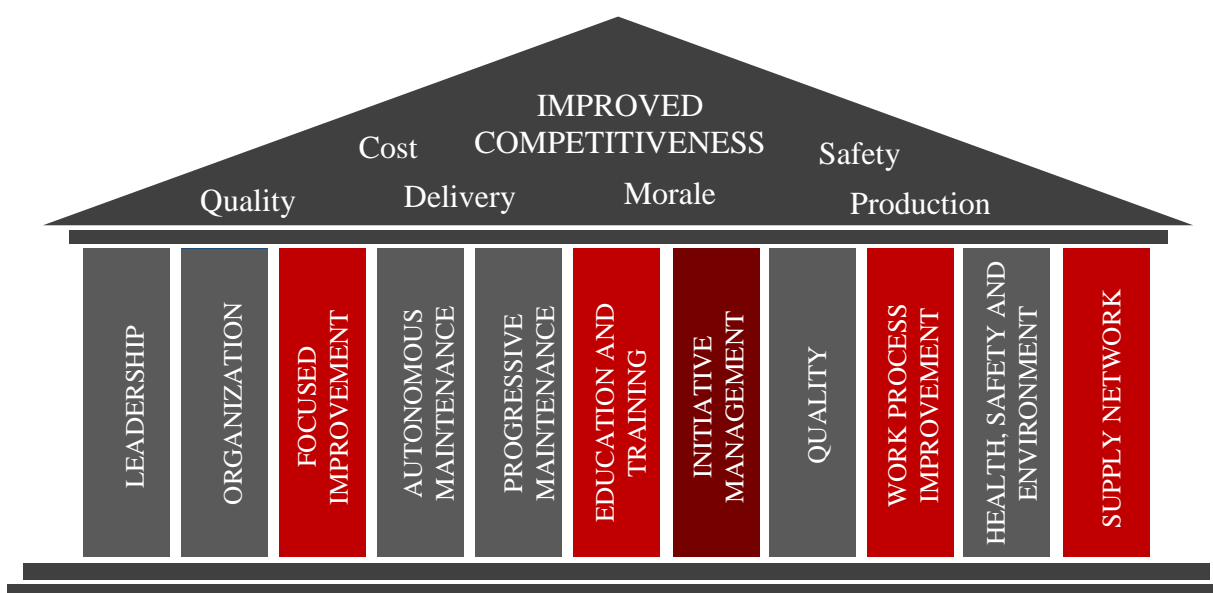 IMPROVED
COMPETITIVENESS
Cost
Safety
Quality
Delivery
Morale
Production
LEADERSHIP
ORGANIZATION
FOCUSED
IMPROVEMENT
AUTONOMOUS
MAINTENANCE
PROGRESSIVE
MAINTENANCE
EDUCATION AND
TRAINING
INITIATIVE
MANAGEMENT
QUALITY
WORK PROCESS
IMPROVEMENT
HEALTH, SAFETY AND
ENVIRONMENT
SUPPLY NETWORK